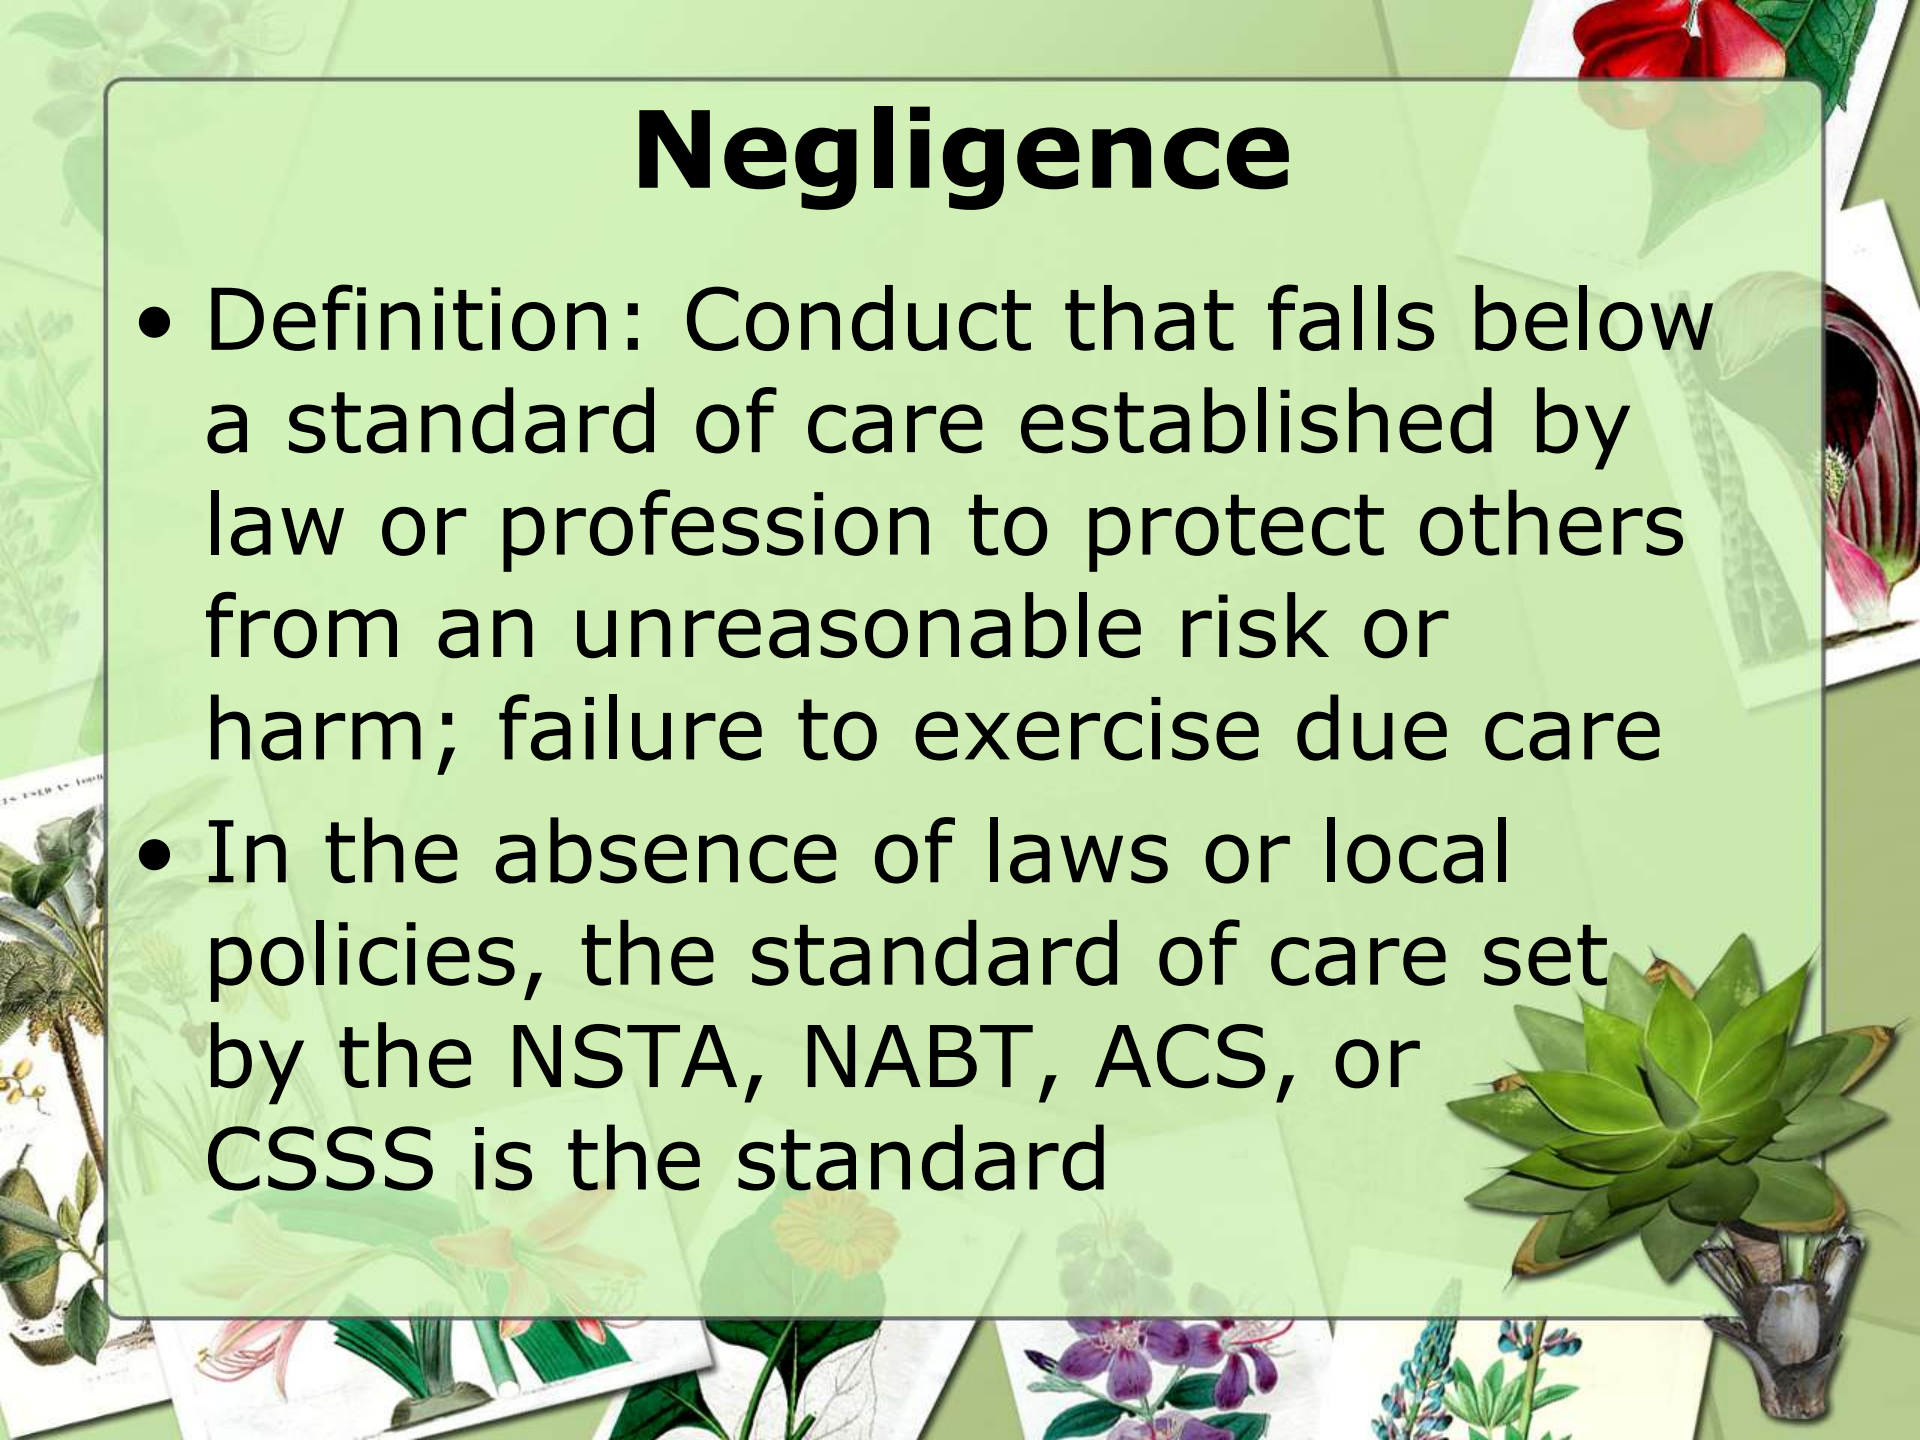 Negligence
• Definition: Conduct that falls below
a standard of care established by
law or profession to protect others
from an unreasonable risk or
harm; failure to exercise due care
• In the absence of laws or local
policies, the standard of care set
by the NSTA, NABT, ACS, or
CSSS is the standard